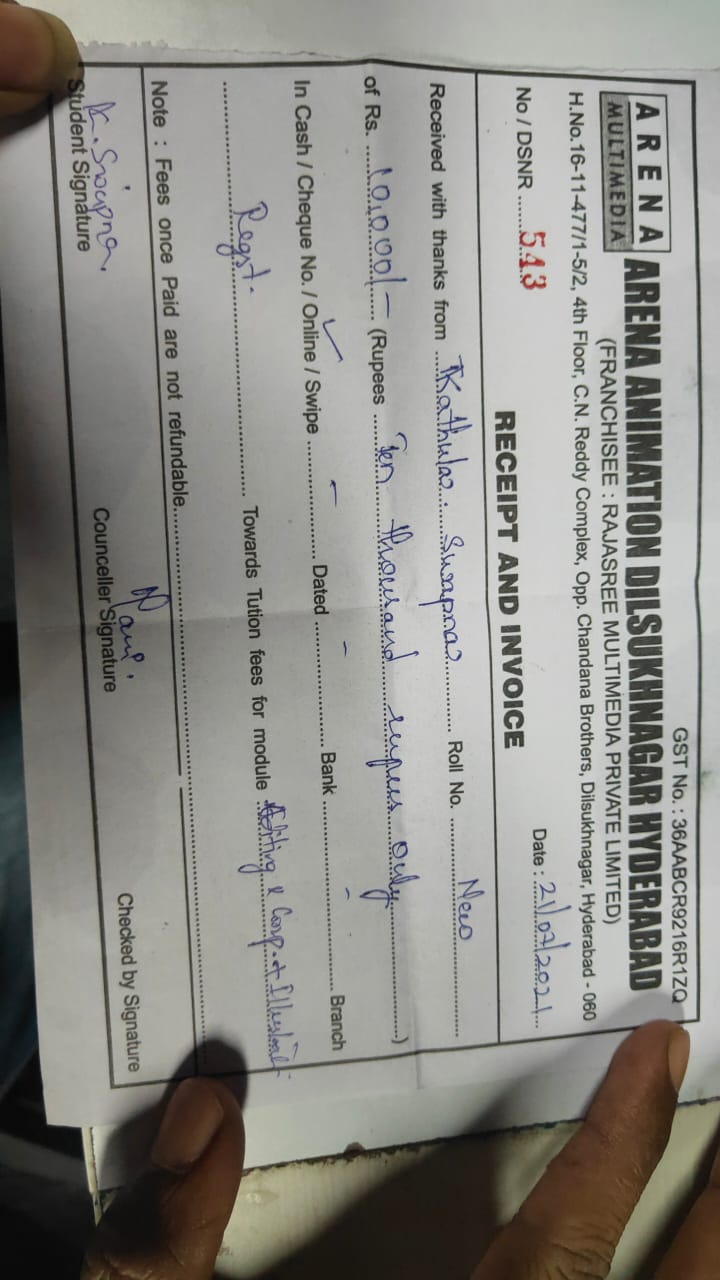 GST No. : 36AABCR9216R1ZQ
ARENA MULTIMEDIA
ARENA ANIMATION DILSUKHNAGAR HYDERABAD
(FRANCHISEE : RAJASREE MULTIMEDIA PRIVATE LIMITED)
H.No.16-11-477/1-5/2, 4th Floor, C.N. Reddy Complex, Opp. Chandana Brothers, Dilsukhnagar, Hyderabad - 060
No / DSNR ...... 543 Date : 21/07/2021
RECEIPT AND INVOICE
Received with thanks from Kathula. Swapna Roll No. New
of Rs. 10,000/- (Rupees Ten thousand rupees only)
In Cash / Cheque No. / Online / Swipe - Dated - Bank - Branch
Regst. Towards Tution fees for module Editing & Comp. +
Note : Fees once Paid are not refundable.
K. Swapna
Student Signature Counceller Signature Checked by Signature